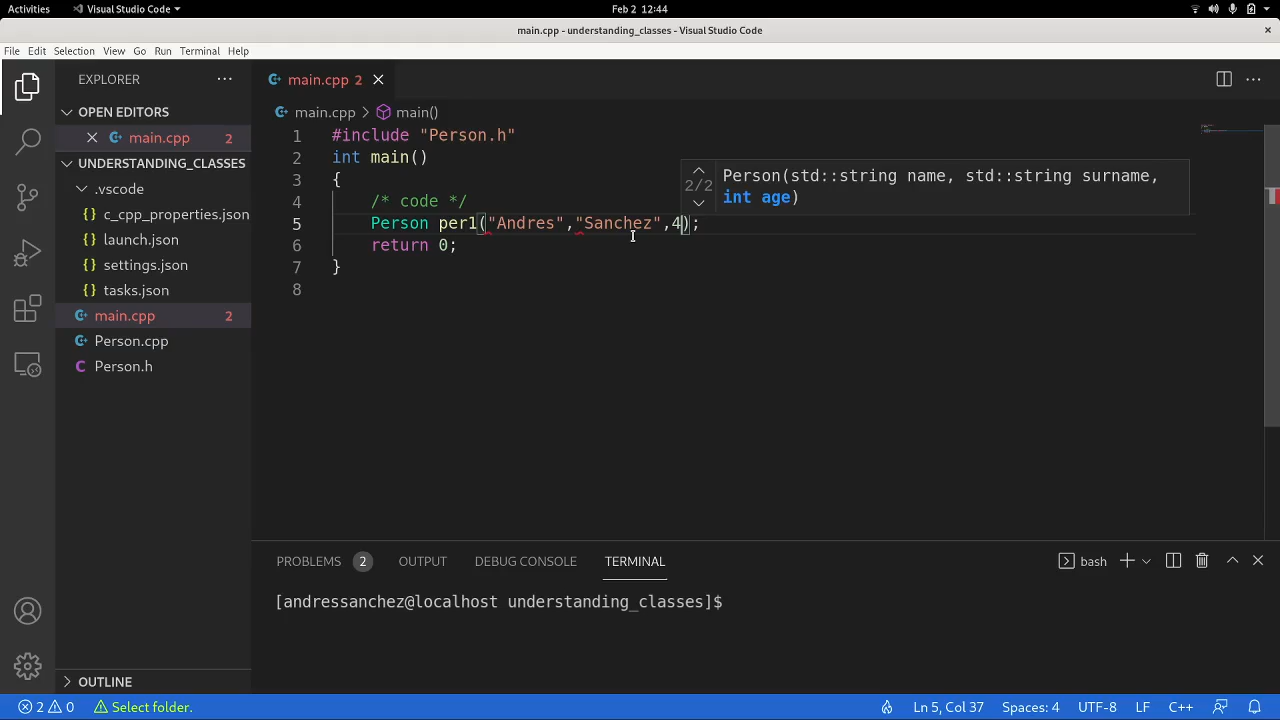 Activities Visual Studio Code Feb 2 12:44
main.cpp - understanding_classes - Visual Studio Code ×
File Edit Selection View Go Run Terminal Help
EXPLORER ···
OPEN EDITORS
main.cpp 2
UNDERSTANDING_CLASSES
.vscode
c_cpp_properties.json
launch.json
settings.json
tasks.json
main.cpp 2
Person.cpp
Person.h
OUTLINE
main.cpp 2
main.cpp > main()
1 #include "Person.h"
2 int main()
3 {
4 /* code */
5 Person per1("Andres","Sanchez",4);
6 return 0;
7 }
8
2/2 Person(std::string name, std::string surname,
int age)
PROBLEMS 2 OUTPUT DEBUG CONSOLE TERMINAL bash
[andressanchez@localhost understanding_classes]$
2 0 Select folder. Ln 5, Col 37 Spaces: 4 UTF-8 LF C++